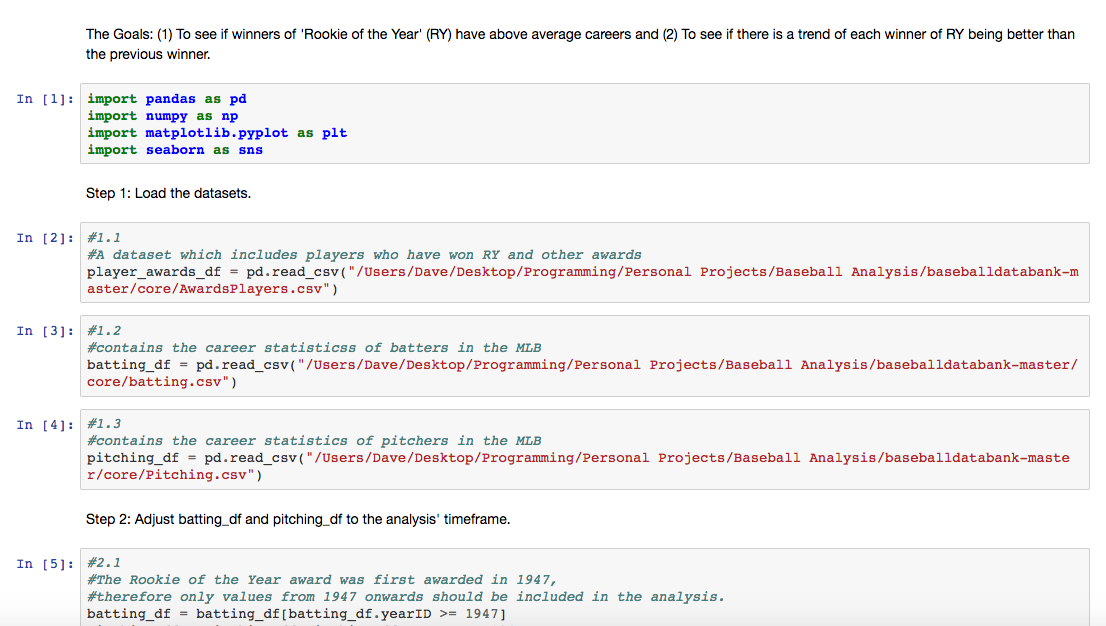 The Goals: (1) To see if winners of 'Rookie of the Year' (RY) have above average careers and (2) To see if there is a trend of each winner of RY being better than
the previous winner.
In [1]: import pandas as pd
import numpy as np
import matplotlib.pyplot as plt
import seaborn as sns
Step 1: Load the datasets.
In [2]: #1.1
#A dataset which includes players who have won RY and other awards
player_awards_df = pd.read_csv("/Users/Dave/Desktop/Programming/Personal Projects/Baseball Analysis/baseballdatabank-m
aster/core/AwardsPlayers.csv")
In [3]: #1.2
#contains the career statisticss of batters in the MLB
batting_df = pd.read_csv("/Users/Dave/Desktop/Programming/Personal Projects/Baseball Analysis/baseballdatabank-master/
core/batting.csv")
In [4]: #1.3
#contains the career statistics of pitchers in the MLB
pitching_df = pd.read_csv("/Users/Dave/Desktop/Programming/Personal Projects/Baseball Analysis/baseballdatabank-maste
r/core/Pitching.csv")
Step 2: Adjust batting_df and pitching_df to the analysis' timeframe.
In [5]: #2.1
#The Rookie of the Year award was first awarded in 1947,
#therefore only values from 1947 onwards should be included in the analysis.
batting_df = batting_df[batting_df.yearID >= 1947]